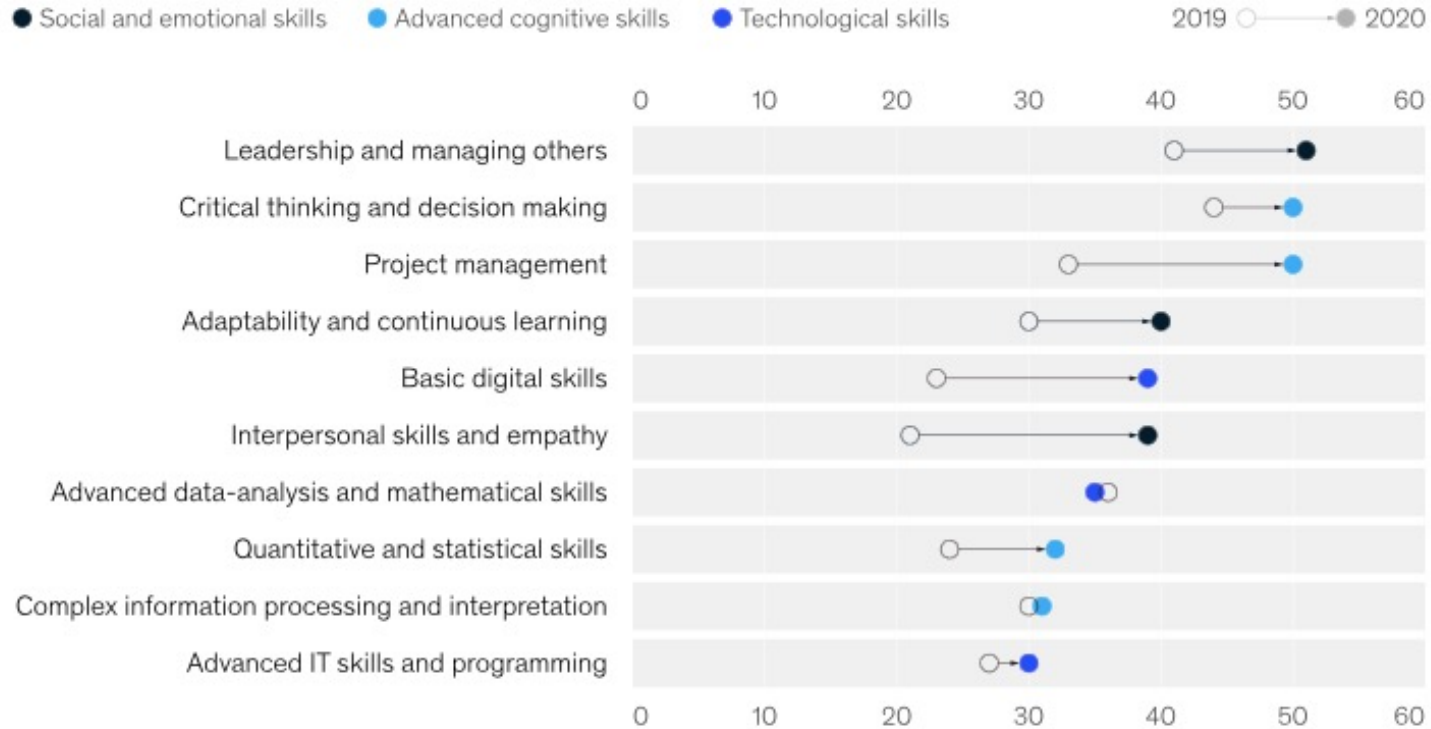 Social and emotional skills Advanced cognitive skills Technological skills 2019 2020
0 10 20 30 40 50 60
Leadership and managing others
Critical thinking and decision making
Project management
Adaptability and continuous learning
Basic digital skills
Interpersonal skills and empathy
Advanced data-analysis and mathematical skills
Quantitative and statistical skills
Complex information processing and interpretation
Advanced IT skills and programming
0 10 20 30 40 50 60